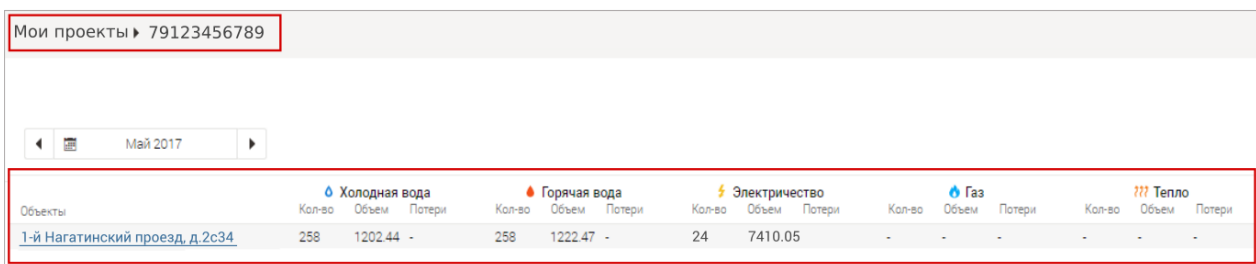 Мои проекты 79123456789
Май 2017
Холодная вода Горячая вода Электричество Газ Тепло
Объекты Кол-во Объем Потери Кол-во Объем Потери Кол-во Объем Потери Кол-во Объем Потери Кол-во Объем Потери
1-й Нагатинский проезд, д.2с34 258 1202.44 - 258 1222.47 - 24 7410.05 - - - - - -